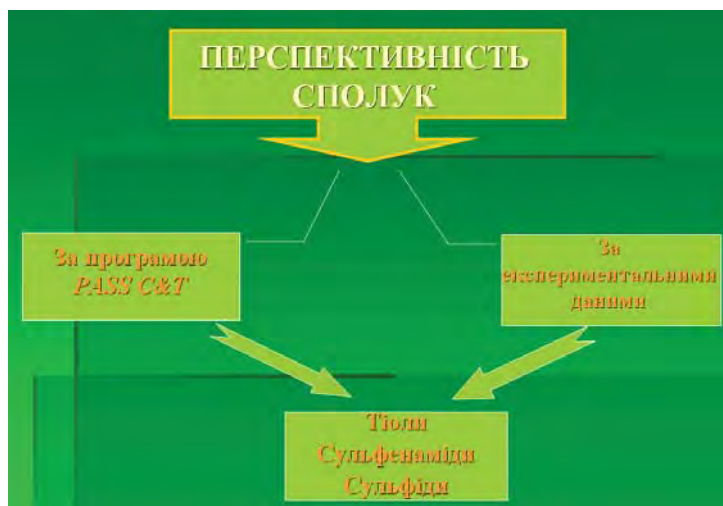 ПЕРСПЕКТИВНІСТЬ
СПОЛУК
За програмою
PASS C&T
За
експериментальними
даними
Тіоли
Сульфенаміди
Сульфіди